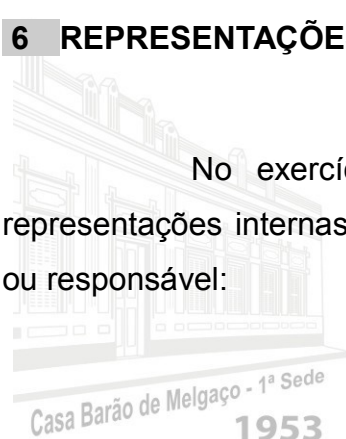 6 REPRESENTAÇÕE
No exercí
representações internas
ou responsável:
Casa Barão de Melgaço - 1ª Sede
1953